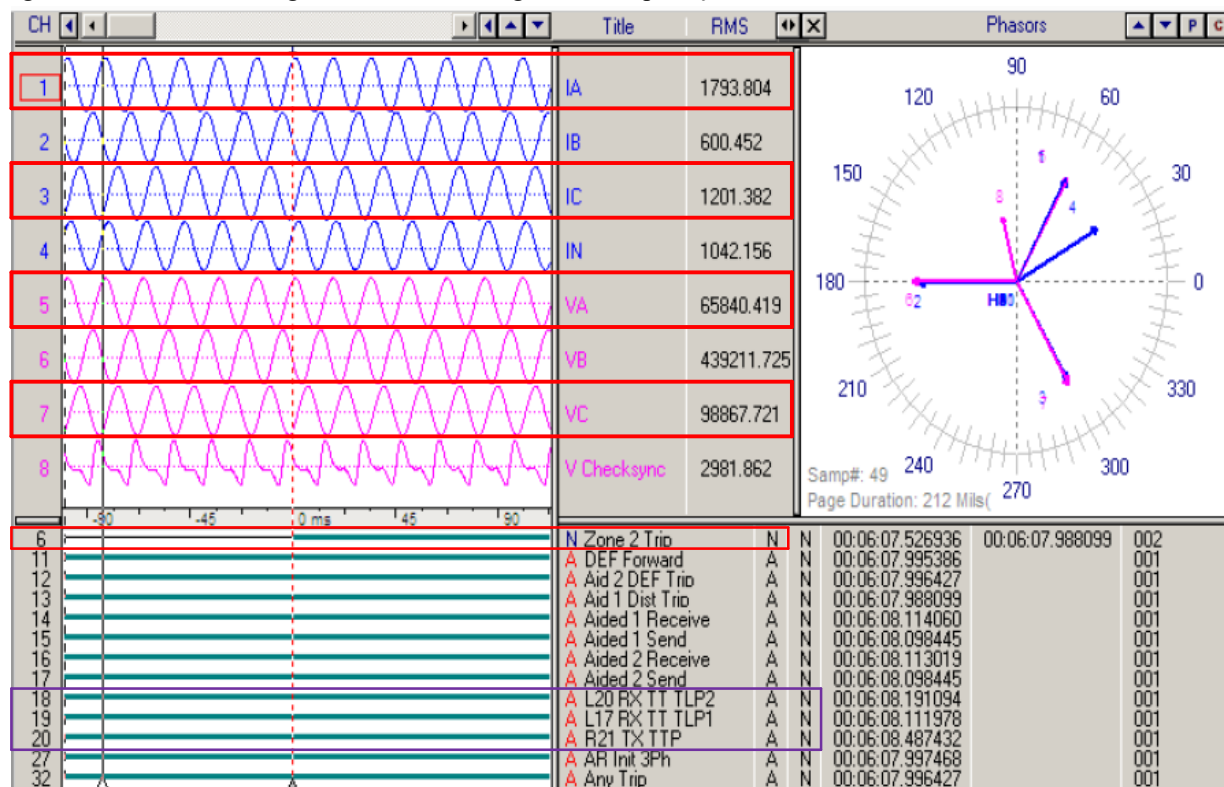 CH Title RMS Phasors P C
1 IA 1793.804
2 IB 600.452
3 IC 1201.382
4 IN 1042.156
5 VA 65840.419
6 VB 439211.725
7 VC 98867.721
8 V Checksync 2981.862
90
120 60
150 30
180 0
210 330
240 300
270
8 4
62
Samp#: 49
Page Duration: 212 Mils(
-90 -45 0 ms 45 90
6 N Zone 2 Trip N N 00:06:07.526936 00:06:07.988099 002
11 A DEF Forward A N 00:06:07.995386 001
12 A Aid 2 DEF Trip A N 00:06:07.996427 001
13 A Aid 1 Dist Trip A N 00:06:07.988099 001
14 A Aided 1 Receive A N 00:06:08.114060 001
15 A Aided 1 Send A N 00:06:08.098445 001
16 A Aided 2 Receive A N 00:06:08.113019 001
17 A Aided 2 Send A N 00:06:08.098445 001
18 A L20 RX TT TLP2 A N 00:06:08.191094 001
19 A L17 RX TT TLP1 A N 00:06:08.111978 001
20 A R21 TX TTP A N 00:06:08.487432 001
27 A AR Init 3Ph A N 00:06:07.997468 001
32 A Any Trip A N 00:06:07.996427 001